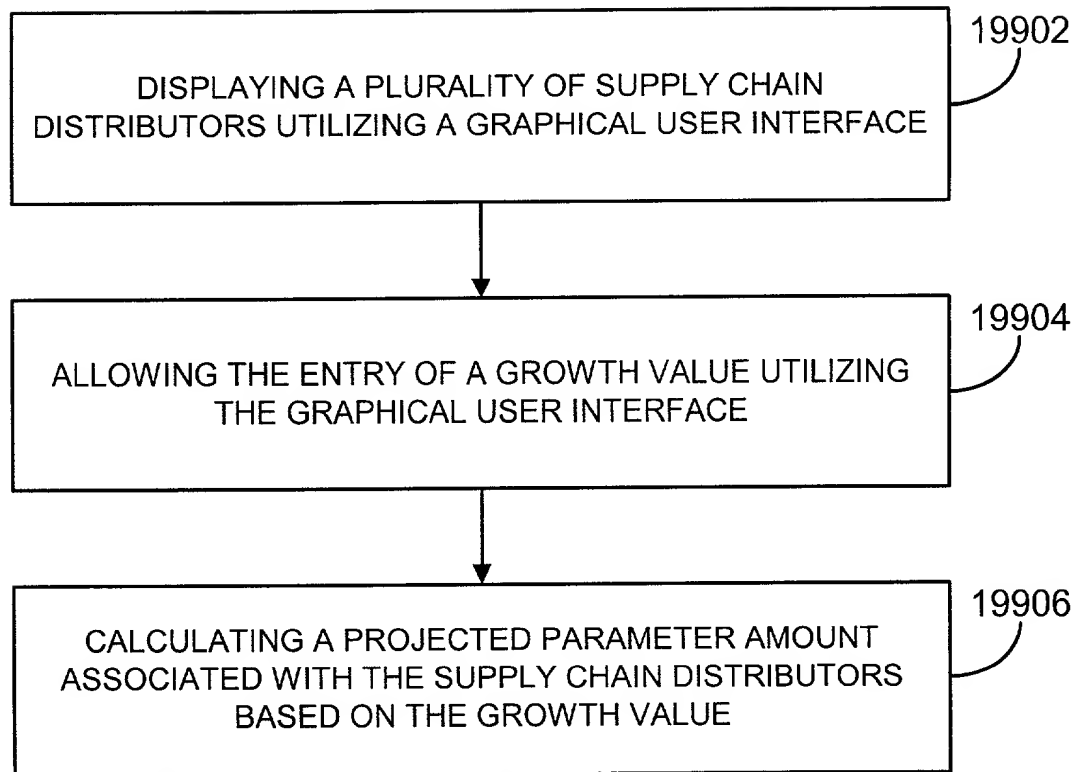 19902
DISPLAYING A PLURALITY OF SUPPLY CHAIN
DISTRIBUTORS UTILIZING A GRAPHICAL USER INTERFACE
19904
ALLOWING THE ENTRY OF A GROWTH VALUE UTILIZING
THE GRAPHICAL USER INTERFACE
19906
CALCULATING A PROJECTED PARAMETER AMOUNT
ASSOCIATED WITH THE SUPPLY CHAIN DISTRIBUTORS
BASED ON THE GROWTH VALUE